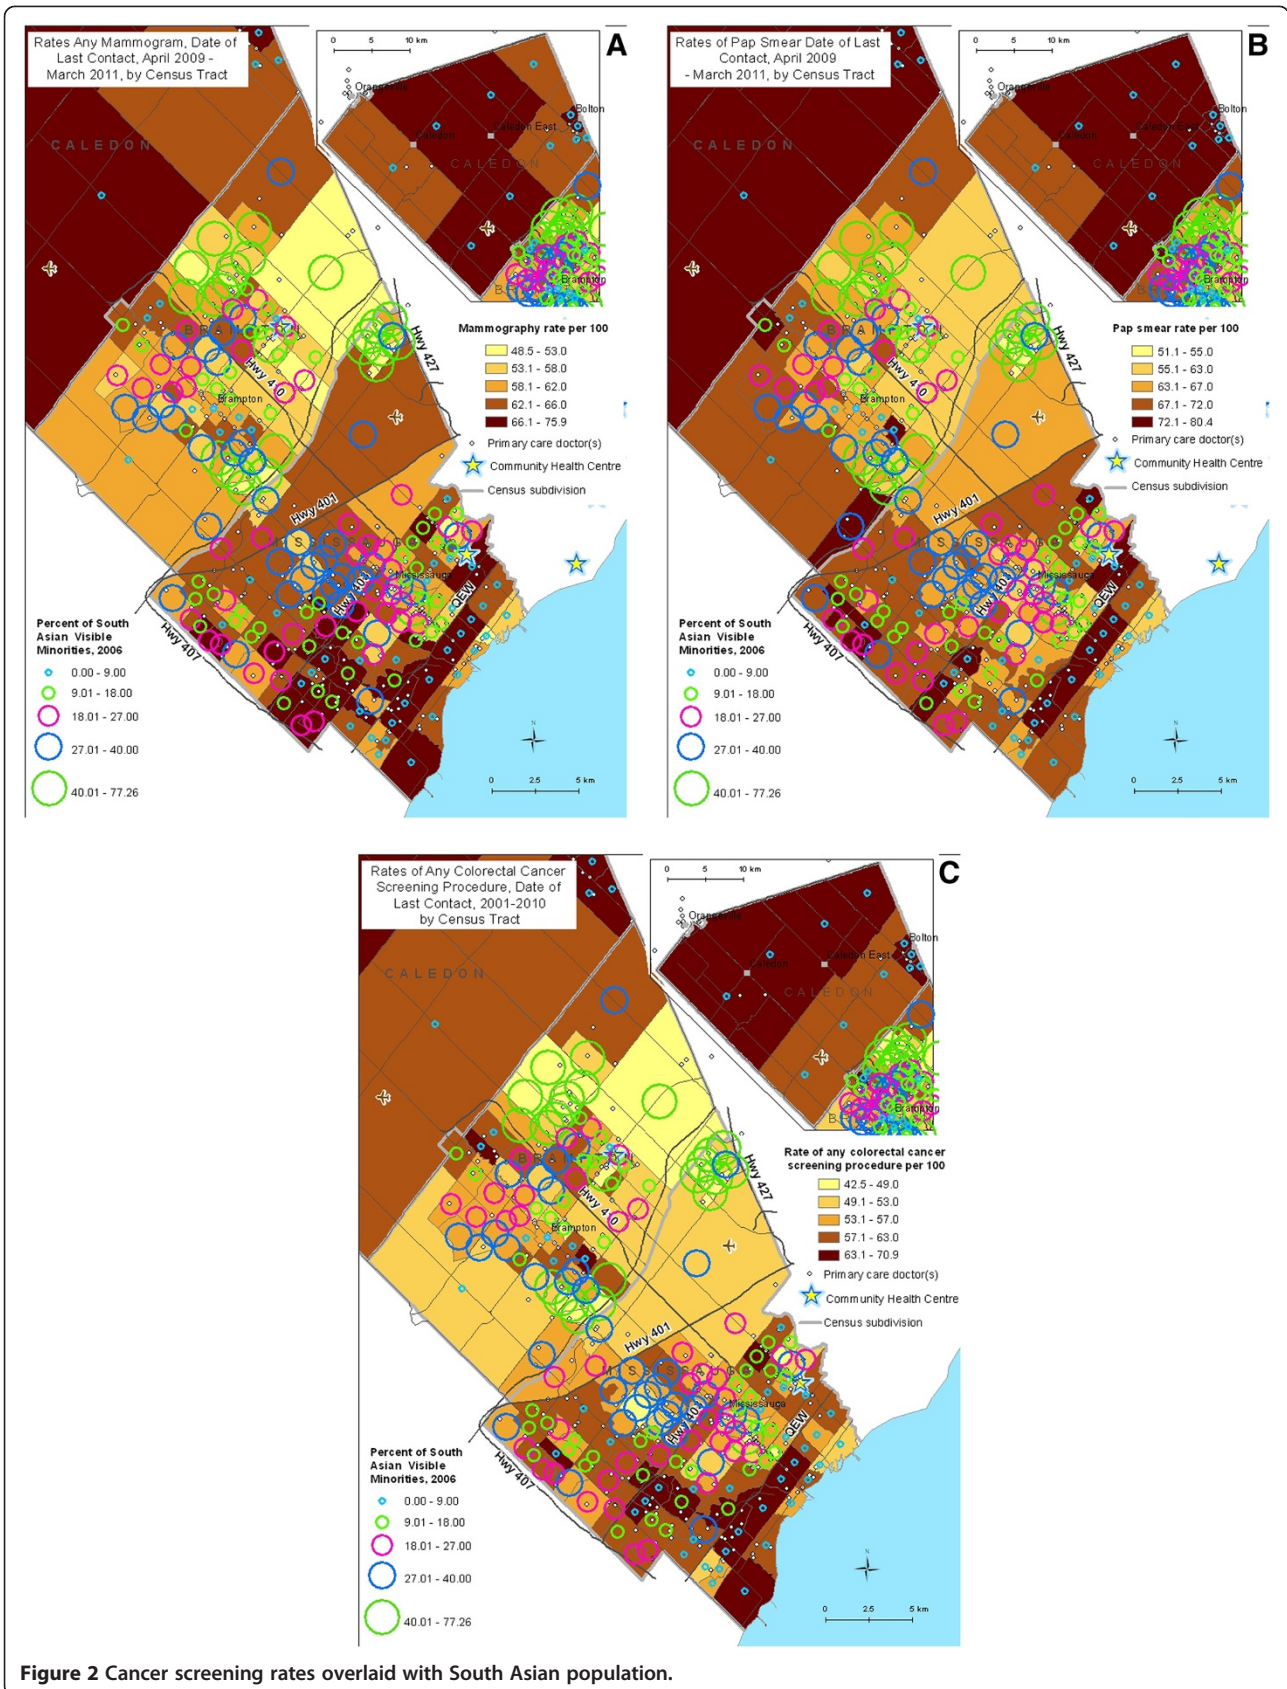 Rates Any Mammogram, Date of
Last Contact, April 2009 -
March 2011, by Census Tract
A
0 5 10 km
Orangeville
Bolton
Caledon East
Caledon
CALEDON
CALEDON
Brampton
BRAMPTON
Hwy 427
Hwy 410
Brampton
Mammography rate per 100
48.5 - 53.0
53.1 - 58.0
58.1 - 62.0
62.1 - 66.0
66.1 - 75.9
Primary care doctor(s)
Community Health Centre
Census subdivision
Hwy 401
MISSISSAUGA
Mississauga
Hwy 403
QEW
Hwy 407
Percent of South
Asian Visible
Minorities, 2006
0.00 - 9.00
9.01 - 18.00
18.01 - 27.00
27.01 - 40.00
40.01 - 77.26
N
0 2.5 5 km
Rates of Pap Smear Date of Last
Contact, April 2009
- March 2011, by Census Tract
B
0 5 10 km
Orangeville
Bolton
Caledon East
Caledon
CALEDON
CALEDON
Brampton
BRAMPTON
Hwy 427
Hwy 410
Brampton
Pap smear rate per 100
51.1 - 55.0
55.1 - 63.0
63.1 - 67.0
67.1 - 72.0
72.1 - 80.4
Primary care doctor(s)
Community Health Centre
Census subdivision
Hwy 401
MISSISSAUGA
Mississauga
Hwy 403
QEW
Hwy 407
Percent of South
Asian Visible
Minorities, 2006
0.00 - 9.00
9.01 - 18.00
18.01 - 27.00
27.01 - 40.00
40.01 - 77.26
N
0 2.5 5 km
Rates of Any Colorectal Cancer
Screening Procedure, Date of
Last Contact, 2001-2010
by Census Tract
C
0 5 10 km
Orangeville
Bolton
Caledon East
Caledon
CALEDON
CALEDON
Brampton
BRAMPTON
Hwy 427
Hwy 410
Brampton
Rate of any colorectal cancer
screening procedure per 100
42.5 - 49.0
49.1 - 53.0
53.1 - 57.0
57.1 - 63.0
63.1 - 70.9
Primary care doctor(s)
Community Health Centre
Census subdivision
Hwy 401
MISSISSAUGA
Mississauga
Hwy 403
QEW
Hwy 407
Percent of South
Asian Visible
Minorities, 2006
0.00 - 9.00
9.01 - 18.00
18.01 - 27.00
27.01 - 40.00
40.01 - 77.26
N
0 2.5 5 km
Figure 2 Cancer screening rates overlaid with South Asian population.